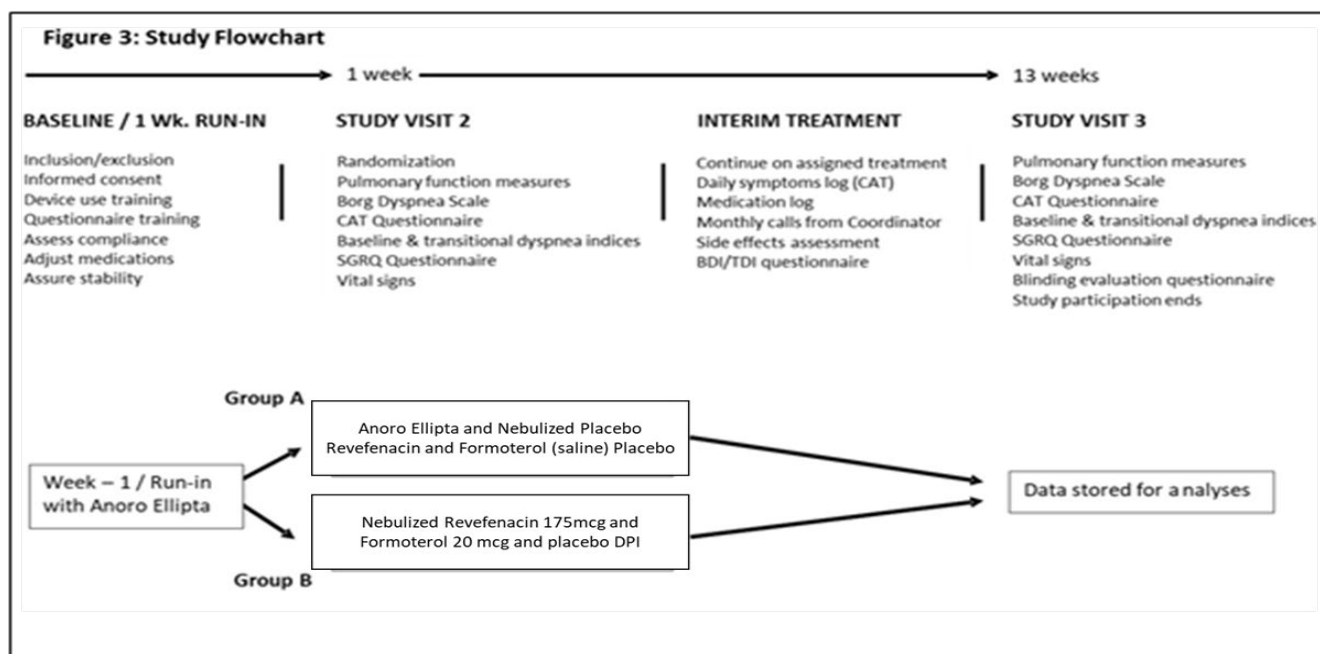 Figure 3: Study Flowchart
1 week
13 weeks
BASELINE / 1 Wk. RUN-IN
Inclusion/exclusion
Informed consent
Device use training
Questionnaire training
Assess compliance
Adjust medications
Assure stability
STUDY VISIT 2
Randomization
Pulmonary function measures
Borg Dyspnea Scale
CAT Questionnaire
Baseline & transitional dyspnea indices
SGRQ Questionnaire
Vital signs
INTERIM TREATMENT
Continue on assigned treatment
Daily symptoms log (CAT)
Medication log
Monthly calls from Coordinator
Side effects assessment
BDI/TDI questionnaire
STUDY VISIT 3
Pulmonary function measures
Borg Dyspnea Scale
CAT Questionnaire
Baseline & transitional dyspnea indices
SGRQ Questionnaire
Vital signs
Blinding evaluation questionnaire
Study participation ends
Group A
Anoro Ellipta and Nebulized Placebo
Revefenacin and Formoterol (saline) Placebo
Week – 1 / Run-in
with Anoro Ellipta
Data stored for analyses
Nebulized Revefenacin 175mcg and
Formoterol 20 mcg and placebo DPI
Group B